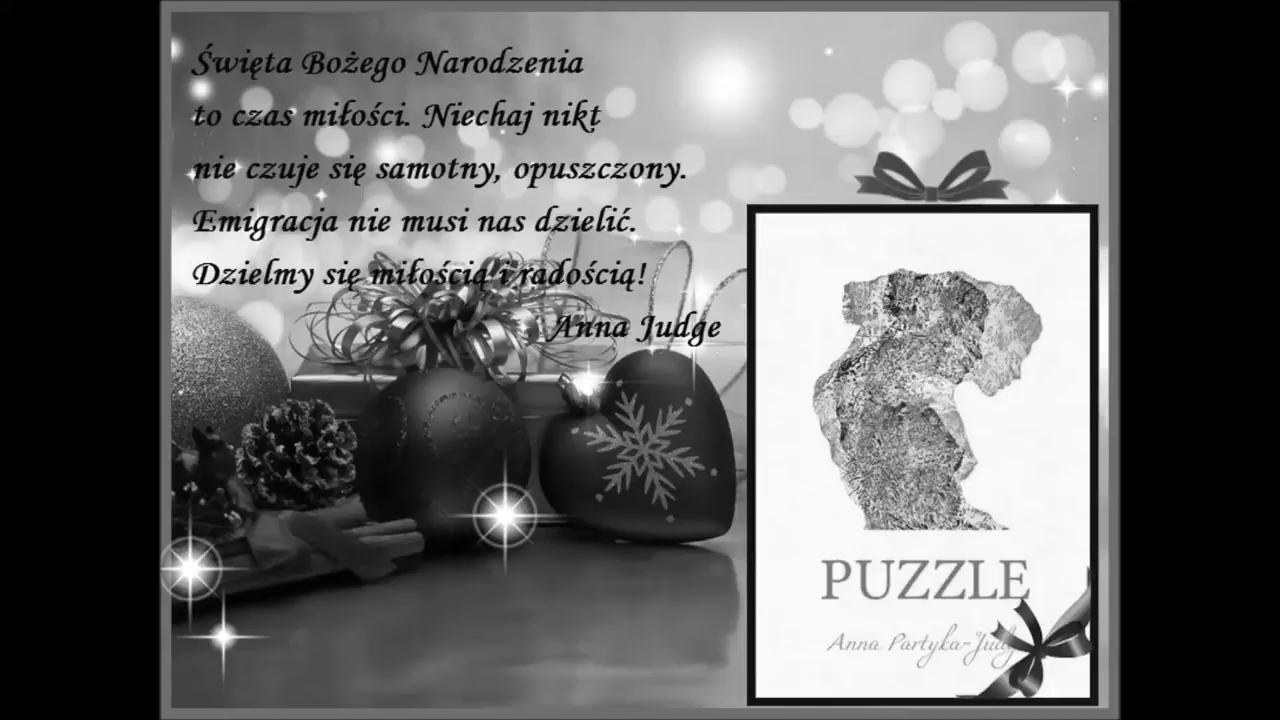 Święta Bożego Narodzenia
to czas miłości. Niechaj nikt
nie czuje się samotny, opuszczony.
Emigracja nie musi nas dzielić.
Dzielmy się miłością i radością!
Anna Judge
PUZZLE
Anna Partyka-Judge